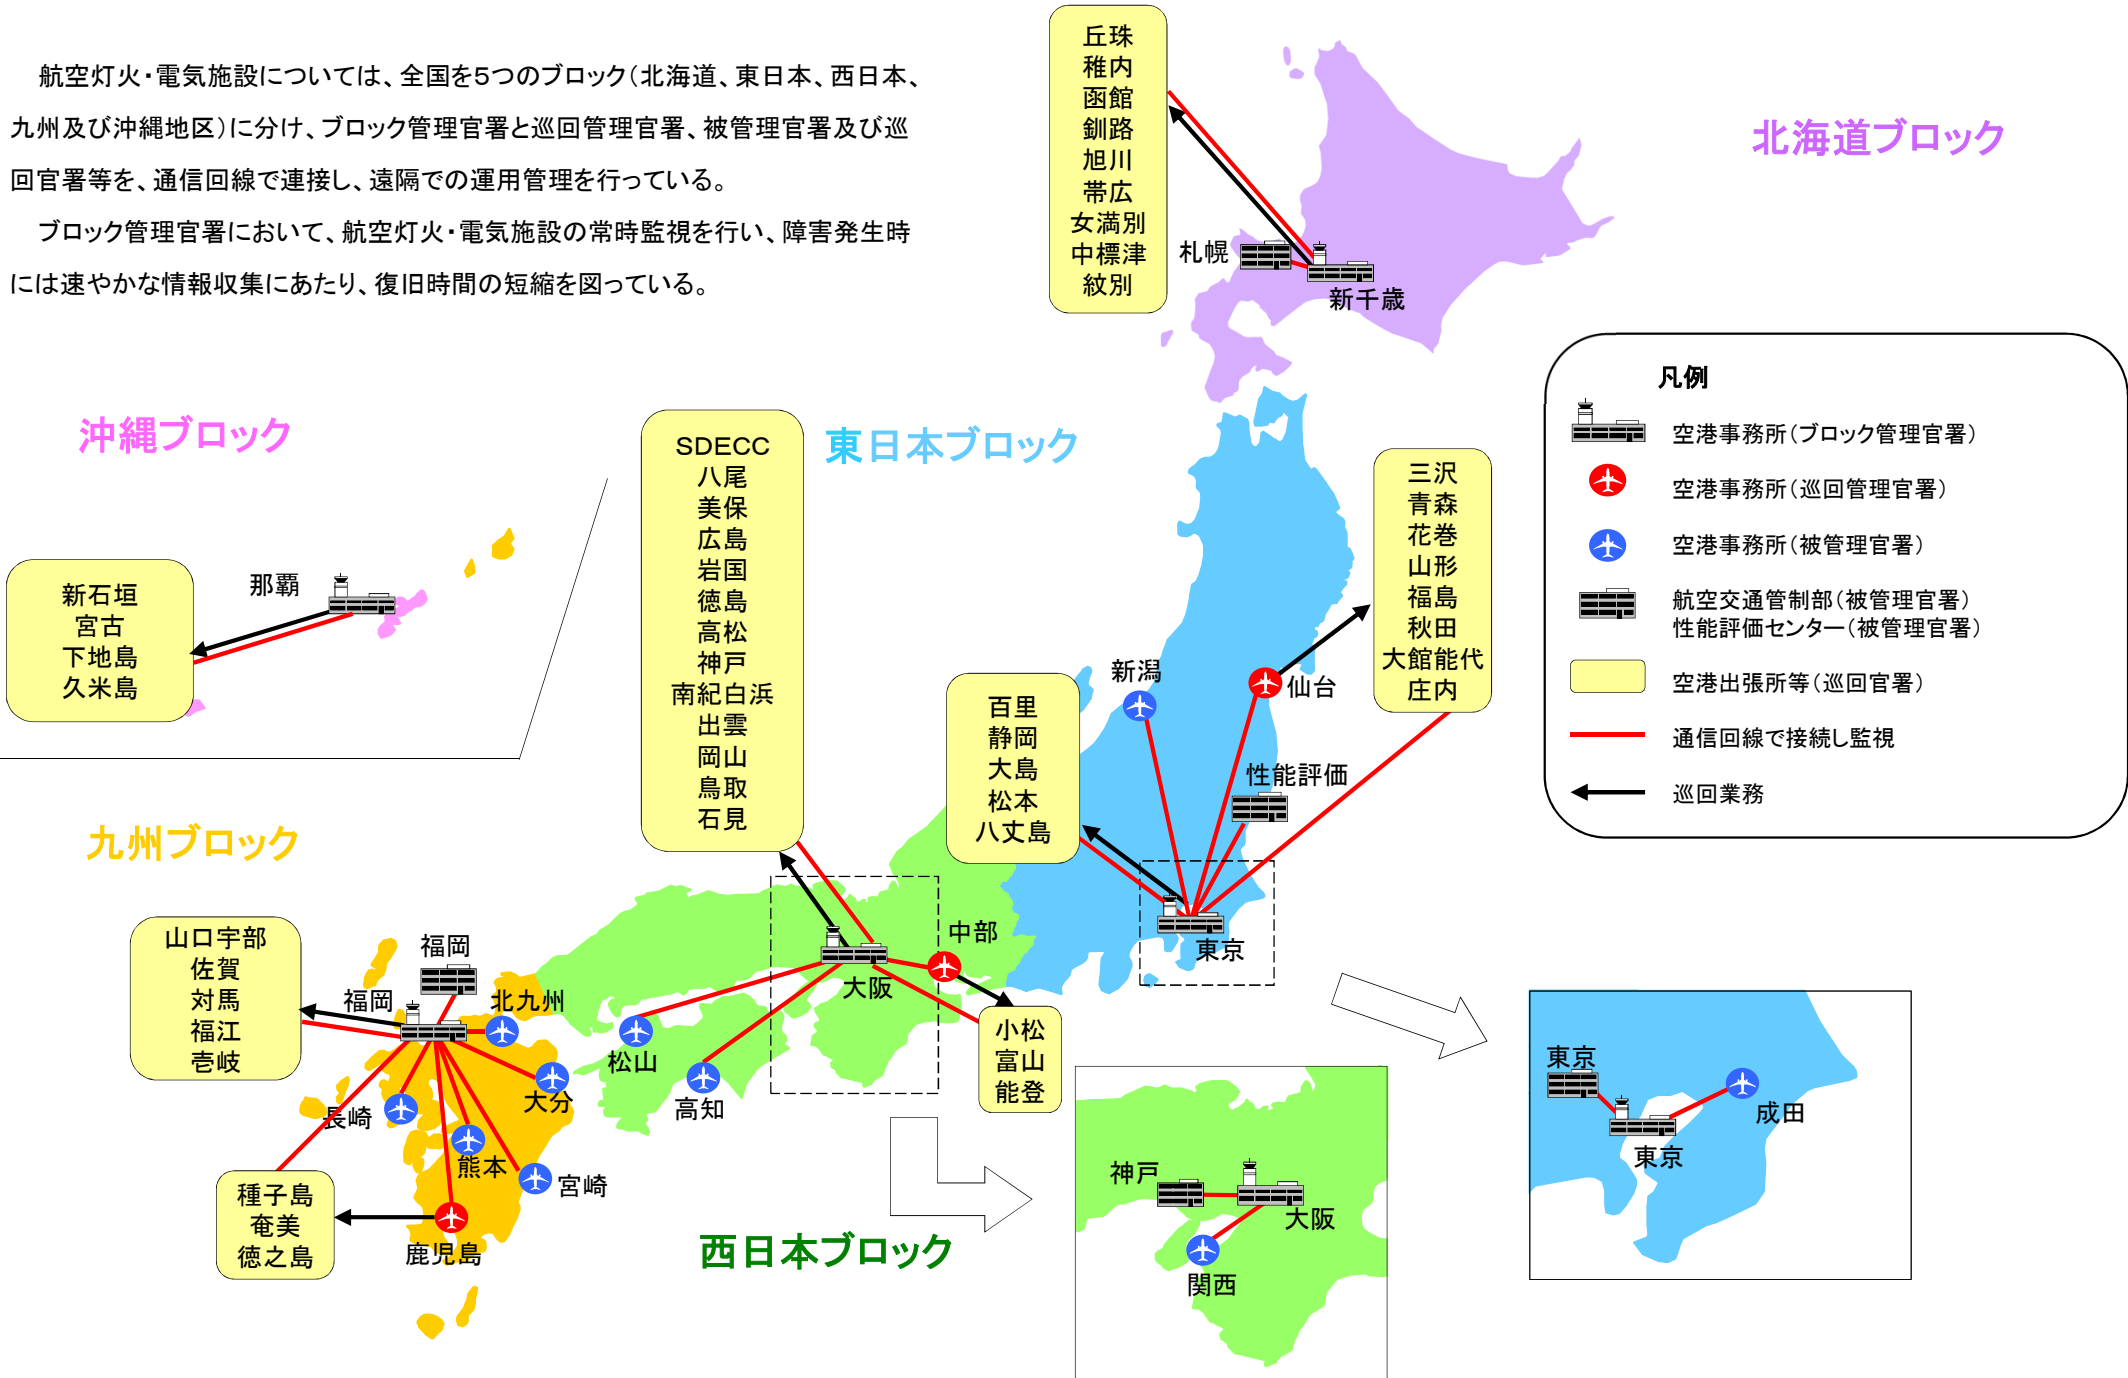 航空灯火・電気施設については、全国を5つのブロック（北海道、東日本、西日本、
九州及び沖縄地区）に分け、ブロック管理官署と巡回管理官署、被管理官署及び巡
回官署等を、通信回線で連接し、遠隔での運用管理を行っている。
ブロック管理官署において、航空灯火・電気施設の常時監視を行い、障害発生時
には速やかな情報収集にあたり、復旧時間の短縮を図っている。
丘珠
稚内
函館
釧路
旭川
帯広
女満別
中標津
紋別
北海道ブロック
札幌
新千歳
凡例
空港事務所（ブロック管理官署）
空港事務所（巡回管理官署）
空港事務所（被管理官署）
航空交通管制部（被管理官署）
性能評価センター（被管理官署）
空港出張所等（巡回官署）
通信回線で接続し監視
巡回業務
沖縄ブロック
那覇
新石垣
宮古
下地島
久米島
SDECC
八尾
美保
広島
岩国
徳島
高松
神戸
南紀白浜
出雲
岡山
鳥取
石見
東日本ブロック
三沢
青森
花巻
山形
福島
秋田
大館能代
庄内
新潟
仙台
百里
静岡
大島
松本
八丈島
性能評価
東京
九州ブロック
山口宇部
佐賀
対馬
福江
壱岐
福岡
福岡
北九州
大分
長崎
熊本
宮崎
鹿児島
種子島
奄美
徳之島
中部
大阪
松山
高知
小松
富山
能登
西日本ブロック
神戸
大阪
関西
東京
東京
成田